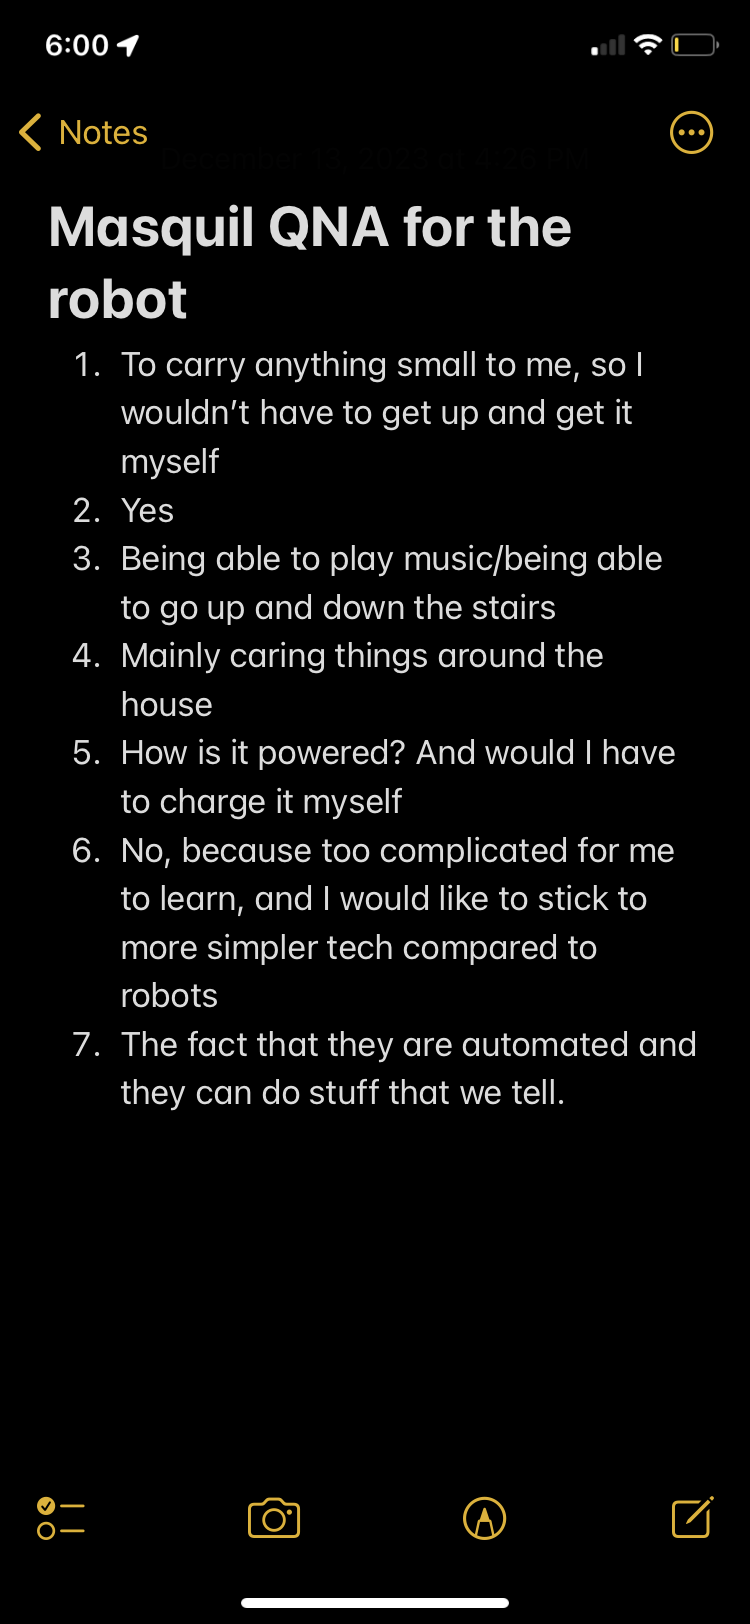 6:00
Notes
December 13, 2023 at 4:26 PM
Masquil QNA for the
robot
1. To carry anything small to me, so I
wouldn’t have to get up and get it
myself
2. Yes
3. Being able to play music/being able
to go up and down the stairs
4. Mainly caring things around the
house
5. How is it powered? And would I have
to charge it myself
6. No, because too complicated for me
to learn, and I would like to stick to
more simpler tech compared to
robots
7. The fact that they are automated and
they can do stuff that we tell.